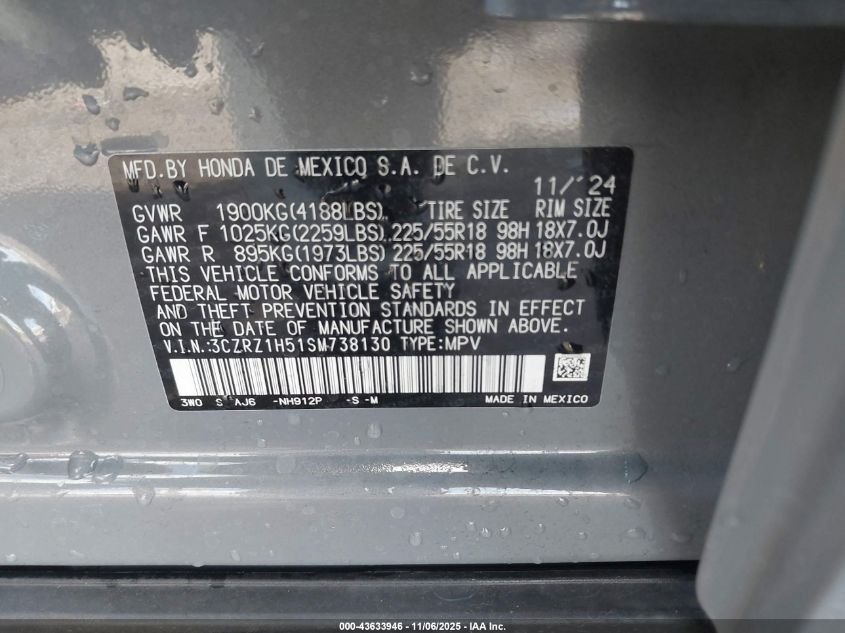 MFD.BY HONDA DE MEXICO S.A. DE C.V.
11/'24
GVWR 1900KG(4188LBS) TIRE SIZE RIM SIZE
GAWR F 1025KG(2259LBS) 225/55R18 98H 18X7.0J
GAWR R 895KG(1973LBS) 225/55R18 98H 18X7.0J
THIS VEHICLE CONFORMS TO ALL APPLICABLE
FEDERAL MOTOR VEHICLE SAFETY
AND THEFT PREVENTION STANDARDS IN EFFECT
ON THE DATE OF MANUFACTURE SHOWN ABOVE.
V.I.N.:3CZRZ1H51SM738130 TYPE:MPV
3WO S AJ6 -NH912P -S -M MADE IN MEXICO
000-43633946 - 11/06/2025 - IAA Inc.